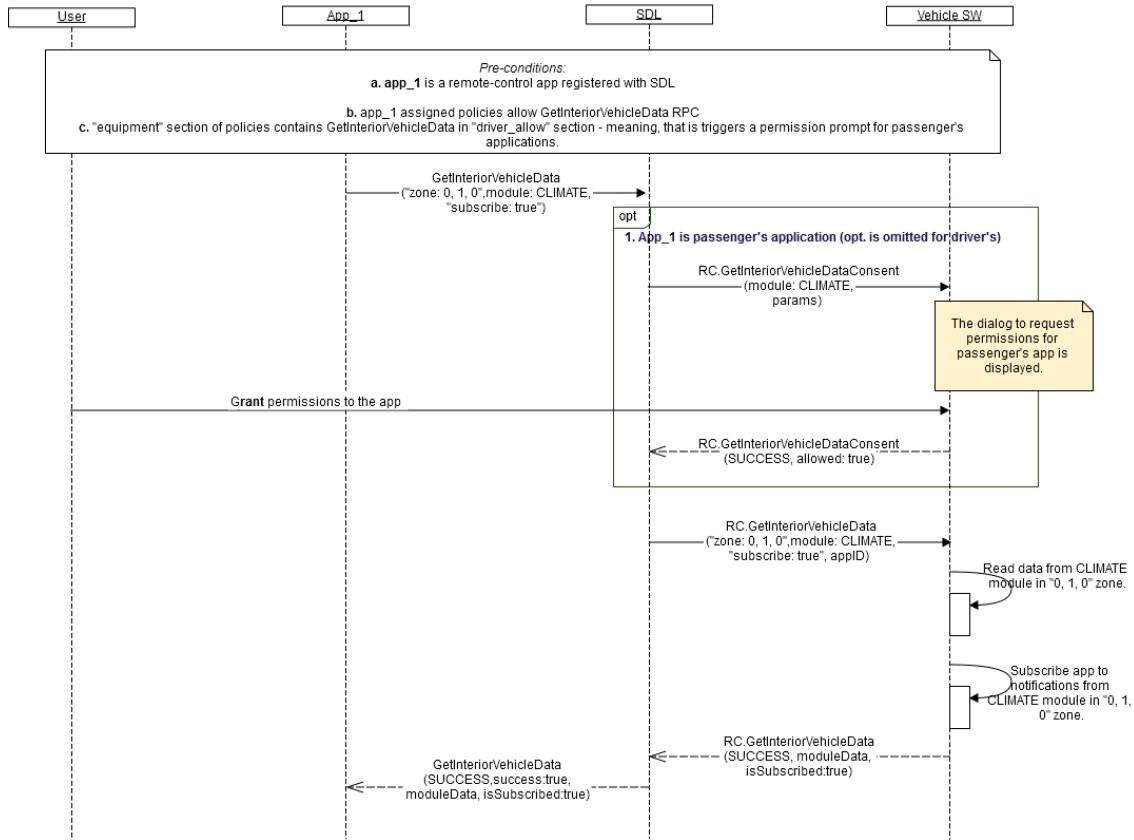 User
App_1
SDL
Vehicle SW
Pre-conditions:
a. app_1 is a remote-control app registered with SDL
b. app_1 assigned policies allow GetInteriorVehicleData RPC
c. "equipment" section of policies contains GetInteriorVehicleData in "driver_allow" section - meaning, that is triggers a permission prompt for passenger's
applications.
GetInteriorVehicleData
("zone: 0, 1, 0",module: CLIMATE,
"subscribe: true")
opt
1. App_1 is passenger's application (opt. is omitted for driver's)
RC.GetInteriorVehicleDataConsent
(module: CLIMATE,
params)
The dialog to request
permissions for
passenger's app is
displayed.
Grant permissions to the app
RC.GetInteriorVehicleDataConsent
(SUCCESS, allowed: true)
RC.GetInteriorVehicleData
("zone: 0, 1, 0",module: CLIMATE,
"subscribe: true", appID)
Read data from CLIMATE
module in "0, 1, 0" zone.
Subscribe app to
notifications from
CLIMATE module in "0, 1,
0" zone.
RC.GetInteriorVehicleData
(SUCCESS, moduleData,
isSubscribed:true)
GetInteriorVehicleData
(SUCCESS,success:true,
moduleData, isSubscribed:true)